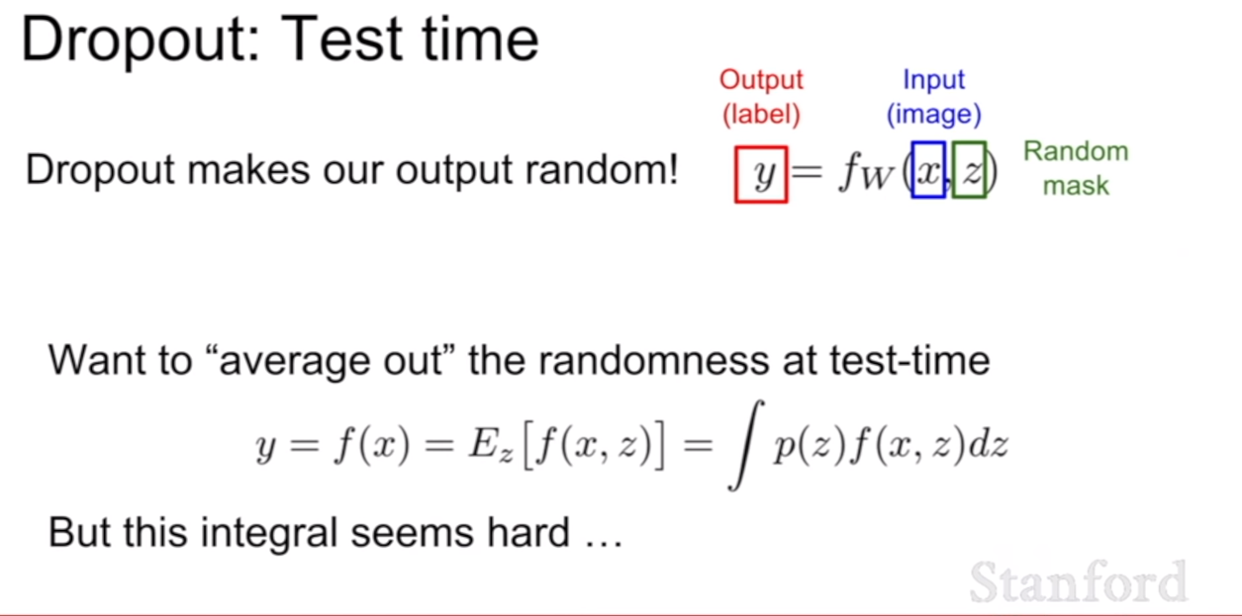 Dropout: Test time
Output
(label)
Input
(image)
Dropout makes our output random!
y = f_W(x, z)
Random
mask
Want to “average out” the randomness at test-time
y = f(x) = E_z[f(x, z)] = ∫ p(z)f(x, z)dz
But this integral seems hard …
Stanford